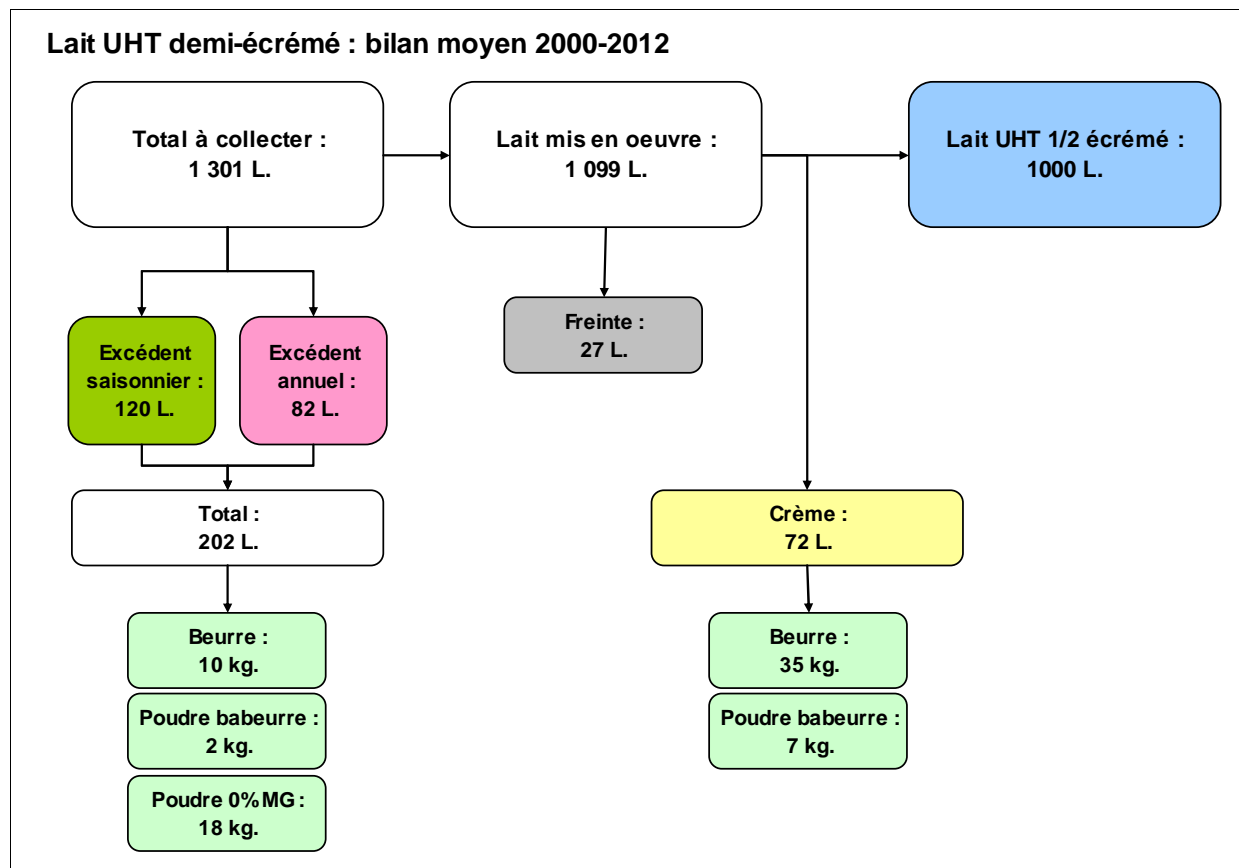 Lait UHT demi-écrémé : bilan moyen 2000-2012
Total à collecter :
1 301 L.
Lait mis en oeuvre :
1 099 L.
Lait UHT 1/2 écrémé :
1000 L.
Freinte :
27 L.
Excédent
saisonnier :
120 L.
Excédent
annuel :
82 L.
Total :
202 L.
Crème :
72 L.
Beurre :
10 kg.
Poudre babeurre :
2 kg.
Poudre 0%MG :
18 kg.
Beurre :
35 kg.
Poudre babeurre :
7 kg.